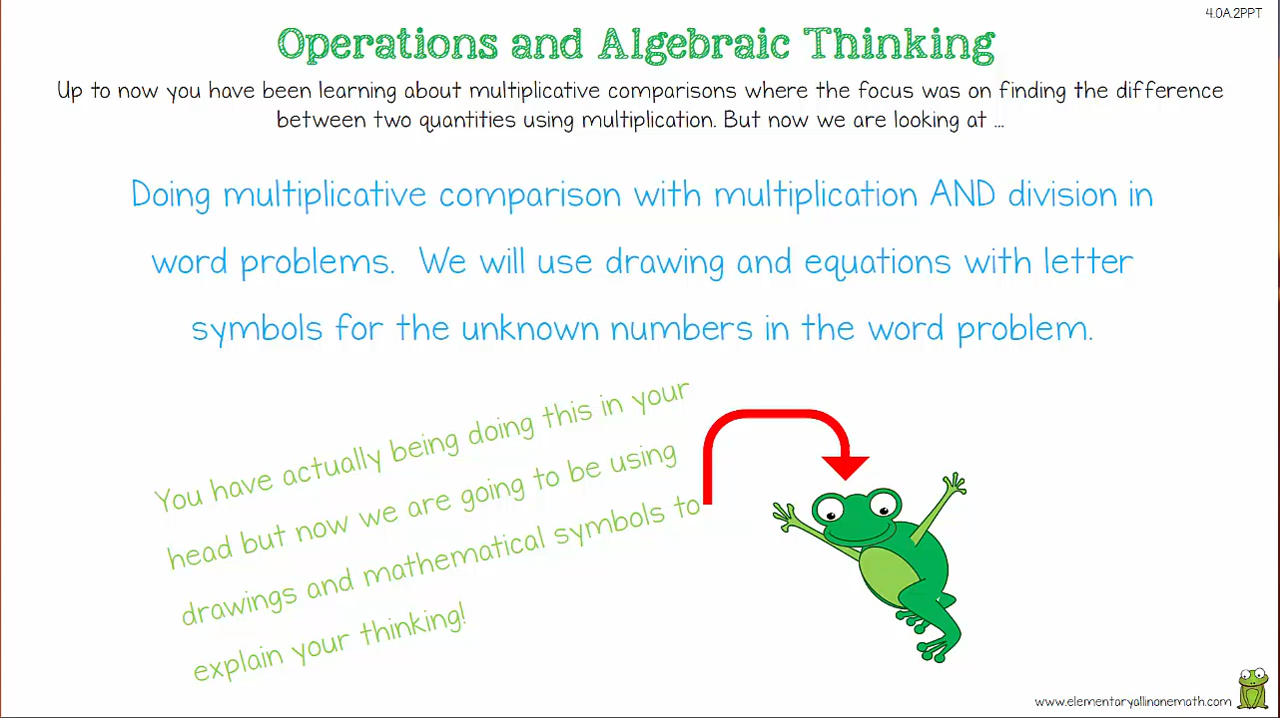 4.OA.2PPT
Operations and Algebraic Thinking
Up to now you have been learning about multiplicative comparisons where the focus was on finding the difference
between two quantities using multiplication. But now we are looking at ...
Doing multiplicative comparison with multiplication AND division in
word problems. We will use drawing and equations with letter
symbols for the unknown numbers in the word problem.
You have actually being doing this in your
head but now we are going to be using
drawings and mathematical symbols to
explain your thinking!
www.elementaryallinonemath.com